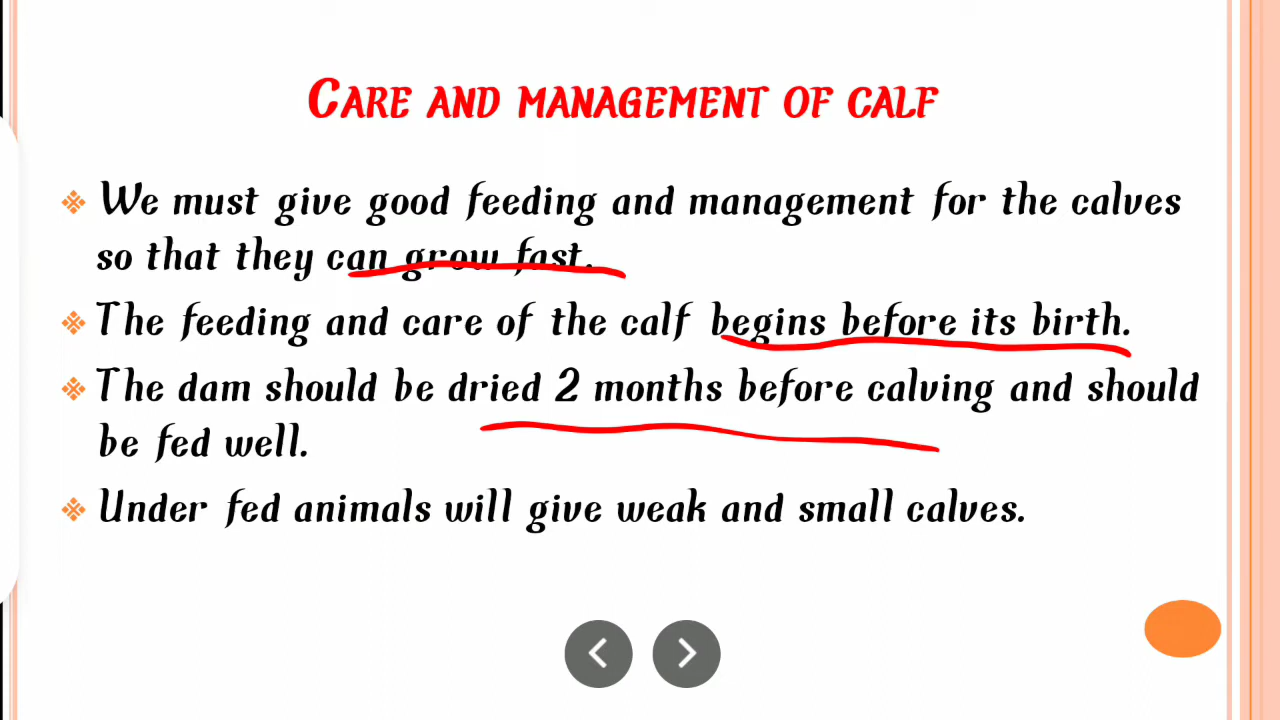 CARE AND MANAGEMENT OF CALF
We must give good feeding and management for the calves
so that they can grow fast.
The feeding and care of the calf begins before its birth.
The dam should be dried 2 months before calving and should
be fed well.
Under fed animals will give weak and small calves.